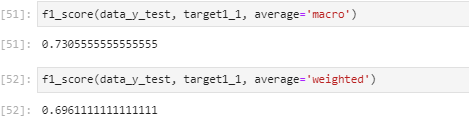 [51]: f1_score(data_y_test, target1_1, average='macro')
[51]: 0.7305555555555555
[52]: f1_score(data_y_test, target1_1, average='weighted')
[52]: 0.6961111111111111